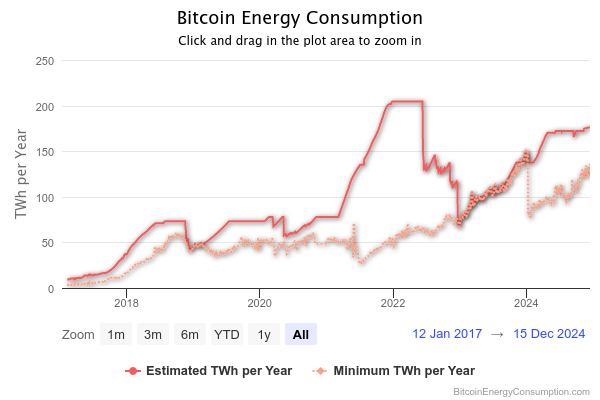 Bitcoin Energy Consumption
Click and drag in the plot area to zoom in
TWh per Year
250
200
150
100
50
0
2018 2020 2022 2024
Zoom 1m 3m 6m YTD 1y All 12 Jan 2017 → 15 Dec 2024
Estimated TWh per Year Minimum TWh per Year
BitcoinEnergyConsumption.com